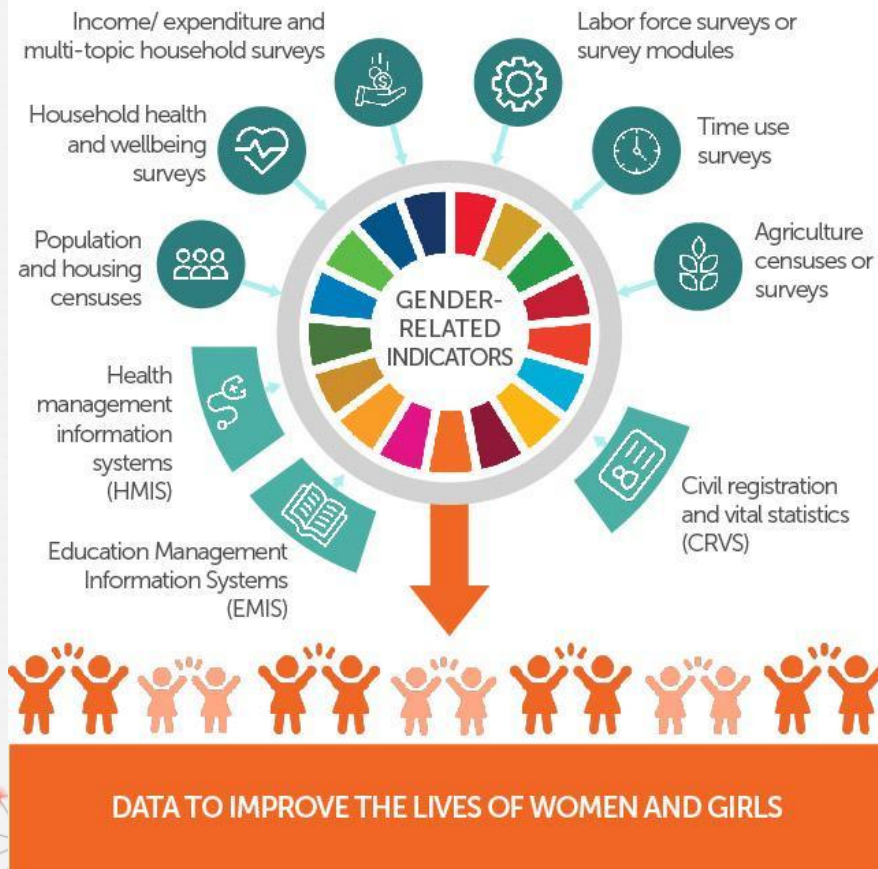 Income/ expenditure and
multi-topic household surveys
Labor force surveys or
survey modules
Household health
and wellbeing
surveys
Time use
surveys
Population
and housing
censuses
Agriculture
censuses or
surveys
GENDER-
RELATED
INDICATORS
Health
management
information
systems
(HMIS)
Education Management
Information Systems
(EMIS)
Civil registration
and vital statistics
(CRVS)
DATA TO IMPROVE THE LIVES OF WOMEN AND GIRLS